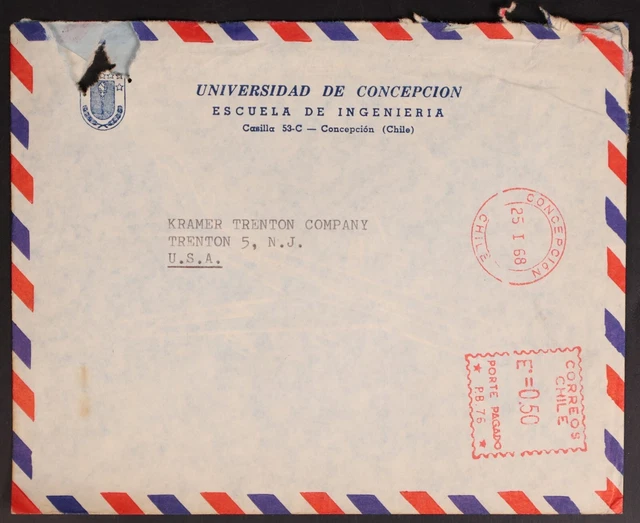 UNIVERSIDAD DE CONCEPCION
ESCUELA DE INGENIERIA
Casilla 53-C — Concepción (Chile)
KRAMER TRENTON COMPANY
TRENTON 5, N.J.
U.S.A.
CONCEPCION
25 I 68
CHILE
CORREOS
CHILE
E°=0.50
PORTE PAGADO
* P.B. 76 *